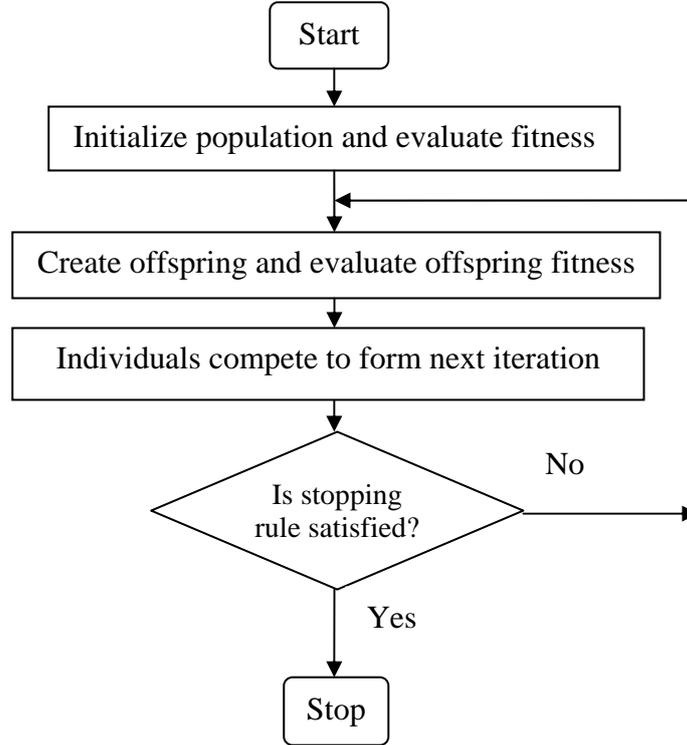 Start
Initialize population and evaluate fitness
Create offspring and evaluate offspring fitness
Individuals compete to form next iteration
Is stopping
rule satisfied?
No
Yes
Stop